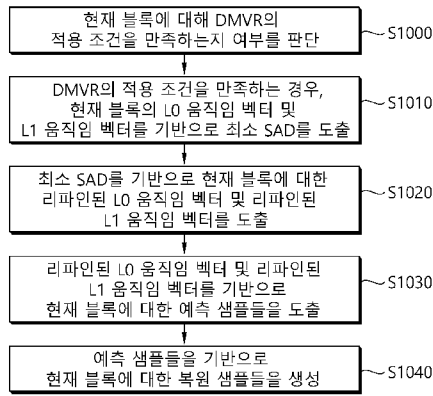 현재 블록에 대해 DMVR의
적용 조건을 만족하는지 여부를 판단
S1000
DMVR의 적용 조건을 만족하는 경우,
현재 블록의 L0 움직임 벡터 및
L1 움직임 벡터를 기반으로 최소 SAD를 도출
S1010
최소 SAD를 기반으로 현재 블록에 대한
리파인된 L0 움직임 벡터 및 리파인된
L1 움직임 벡터를 도출
S1020
리파인된 L0 움직임 벡터 및 리파인된
L1 움직임 벡터를 기반으로
현재 블록에 대한 예측 샘플들을 도출
S1030
예측 샘플들을 기반으로
현재 블록에 대한 복원 샘플들을 생성
S1040